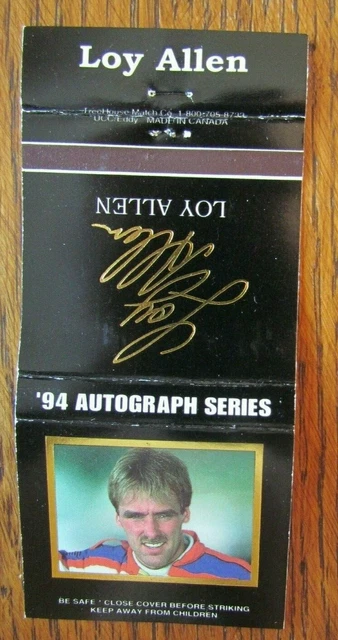 Loy Allen
TreeHouse Match Co. 1-800-705-8733
UCC/Eddy MADE IN CANADA
LOY ALLEN
Loy Allen
'94 AUTOGRAPH SERIES
BE SAFE * CLOSE COVER BEFORE STRIKING
KEEP AWAY FROM CHILDREN